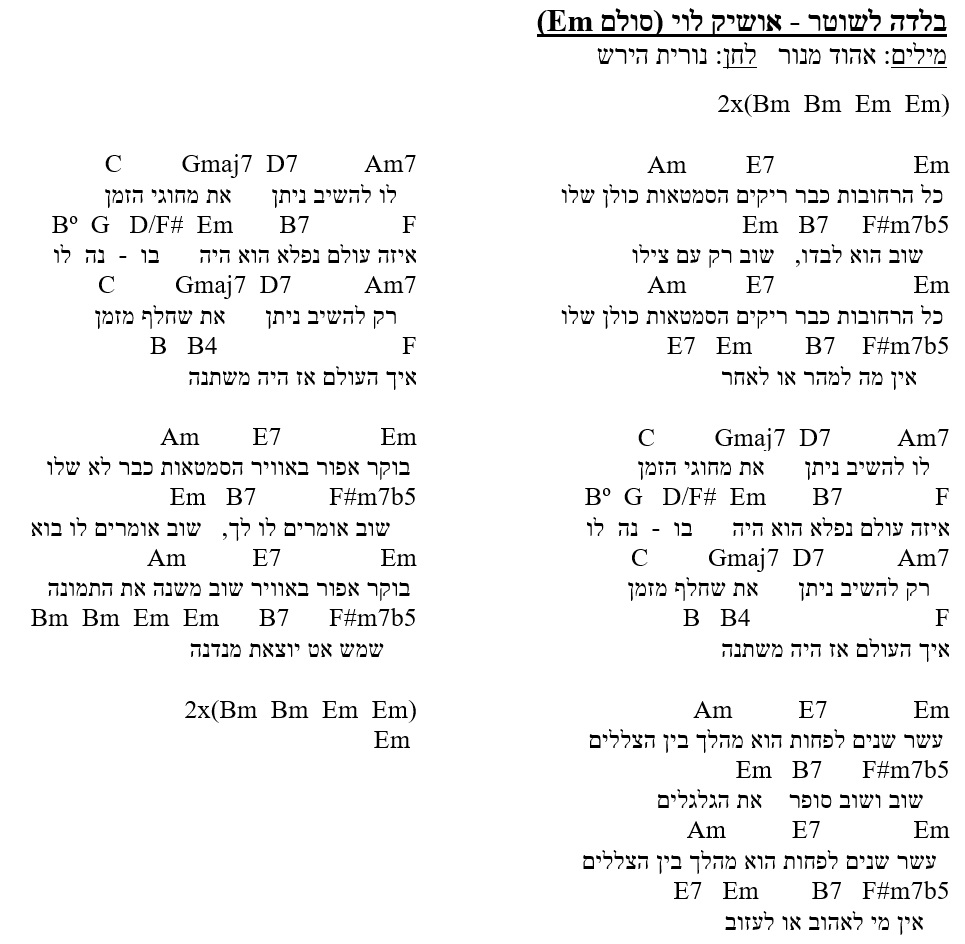 בלדה לשוטר - אושיק לוי (סולם Em)
מילים: אהוד מנור לחן: נורית הירש
2x(Bm Bm Em Em)
Am E7 Em
כל הרחובות כבר ריקים הסמטאות כולן שלו
Em B7 F#m7b5
שוב הוא לבדו, שוב רק עם צילו
Am E7 Em
כל הרחובות כבר ריקים הסמטאות כולן שלו
E7 Em B7 F#m7b5
אין מה למהר או לאחר
C Gmaj7 D7 Am7
לו להשיב ניתן את מחוגי הזמן
Bº G D/F# Em B7 F
איזה עולם נפלא הוא היה בו - נה לו
C Gmaj7 D7 Am7
רק להשיב ניתן את שחלף מזמן
B B4 F
איך העולם אז היה משתנה
Am E7 Em
עשר שנים לפחות הוא מהלך בין הצללים
Em B7 F#m7b5
שוב ושוב סופר את הגלגלים
Am E7 Em
עשר שנים לפחות הוא מהלך בין הצללים
E7 Em B7 F#m7b5
אין מי לאהוב או לעזוב
C Gmaj7 D7 Am7
לו להשיב ניתן את מחוגי הזמן
Bº G D/F# Em B7 F
איזה עולם נפלא הוא היה בו - נה לו
C Gmaj7 D7 Am7
רק להשיב ניתן את שחלף מזמן
B B4 F
איך העולם אז היה משתנה
Am E7 Em
בוקר אפור באוויר הסמטאות כבר לא שלו
Em B7 F#m7b5
שוב אומרים לו לך, שוב אומרים לו בוא
Am E7 Em
בוקר אפור באוויר שוב משנה את התמונה
Bm Bm Em Em B7 F#m7b5
שמש אט יוצאת מנדנה
2x(Bm Bm Em Em)
Em